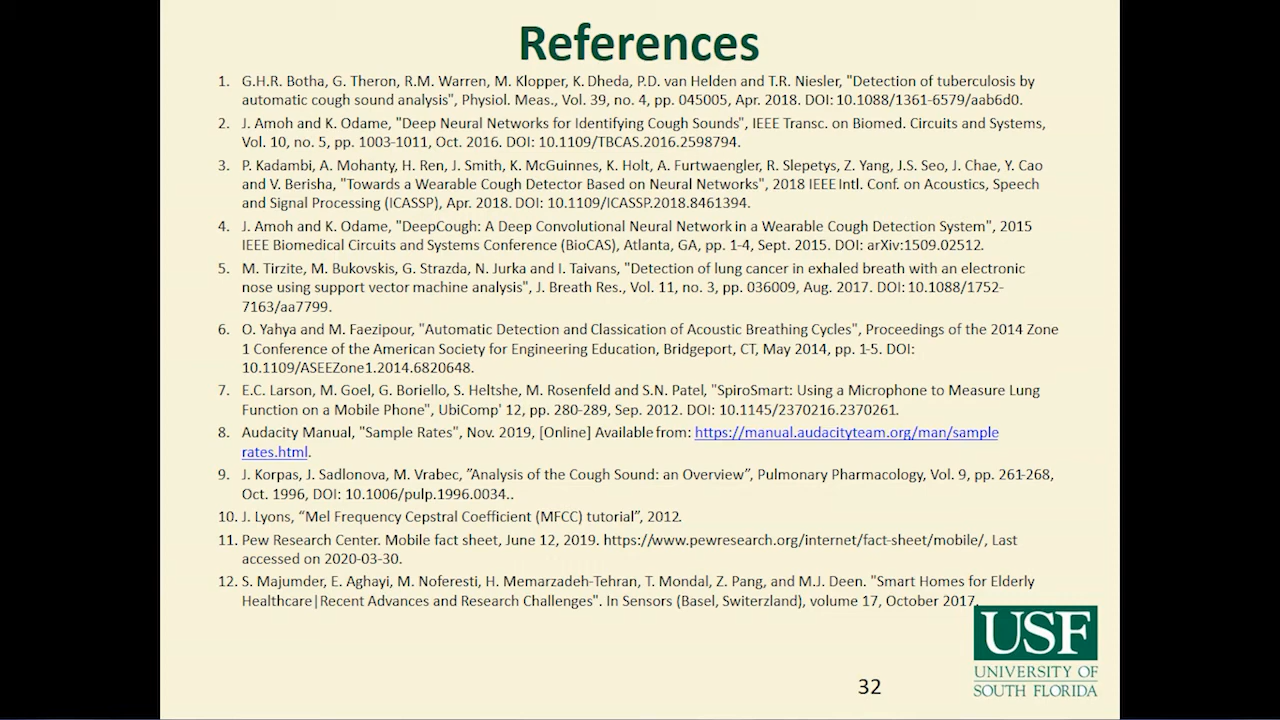 References
1. G.H.R. Botha, G. Theron, R.M. Warren, M. Klopper, K. Dheda, P.D. van Helden and T.R. Niesler, "Detection of tuberculosis by
automatic cough sound analysis", Physiol. Meas., Vol. 39, no. 4, pp. 045005, Apr. 2018. DOI: 10.1088/1361-6579/aab6d0.
2. J. Amoh and K. Odame, "Deep Neural Networks for Identifying Cough Sounds", IEEE Transc. on Biomed. Circuits and Systems,
Vol. 10, no. 5, pp. 1003-1011, Oct. 2016. DOI: 10.1109/TBCAS.2016.2598794.
3. P. Kadambi, A. Mohanty, H. Ren, J. Smith, K. McGuinnes, K. Holt, A. Furtwaengler, R. Slepetys, Z. Yang, J.S. Seo, J. Chae, Y. Cao
and V. Berisha, "Towards a Wearable Cough Detector Based on Neural Networks", 2018 IEEE Intl. Conf. on Acoustics, Speech
and Signal Processing (ICASSP), Apr. 2018. DOI: 10.1109/ICASSP.2018.8461394.
4. J. Amoh and K. Odame, "DeepCough: A Deep Convolutional Neural Network in a Wearable Cough Detection System", 2015
IEEE Biomedical Circuits and Systems Conference (BioCAS), Atlanta, GA, pp. 1-4, Sept. 2015. DOI: arXiv:1509.02512.
5. M. Tirzite, M. Bukovskis, G. Strazda, N. Jurka and I. Taivans, "Detection of lung cancer in exhaled breath with an electronic
nose using support vector machine analysis", J. Breath Res., Vol. 11, no. 3, pp. 036009, Aug. 2017. DOI: 10.1088/1752-
7163/aa7799.
6. O. Yahya and M. Faezipour, "Automatic Detection and Classication of Acoustic Breathing Cycles", Proceedings of the 2014 Zone
1 Conference of the American Society for Engineering Education, Bridgeport, CT, May 2014, pp. 1-5. DOI:
10.1109/ASEEZone1.2014.6820648.
7. E.C. Larson, M. Goel, G. Boriello, S. Heltshe, M. Rosenfeld and S.N. Patel, "SpiroSmart: Using a Microphone to Measure Lung
Function on a Mobile Phone", UbiComp' 12, pp. 280-289, Sep. 2012. DOI: 10.1145/2370216.2370261.
8. Audacity Manual, "Sample Rates", Nov. 2019, [Online] Available from: https://manual.audacityteam.org/man/sample
rates.html.
9. J. Korpas, J. Sadlonova, M. Vrabec, ”Analysis of the Cough Sound: an Overview”, Pulmonary Pharmacology, Vol. 9, pp. 261-268,
Oct. 1996, DOI: 10.1006/pulp.1996.0034..
10. J. Lyons, “Mel Frequency Cepstral Coefficient (MFCC) tutorial”, 2012.
11. Pew Research Center. Mobile fact sheet, June 12, 2019. https://www.pewresearch.org/internet/fact-sheet/mobile/, Last
accessed on 2020-03-30.
12. S. Majumder, E. Aghayi, M. Noferesti, H. Memarzadeh-Tehran, T. Mondal, Z. Pang, and M.J. Deen. "Smart Homes for Elderly
Healthcare|Recent Advances and Research Challenges". In Sensors (Basel, Switerzland), volume 17, October 2017.
USF
UNIVERSITY OF
SOUTH FLORIDA
32